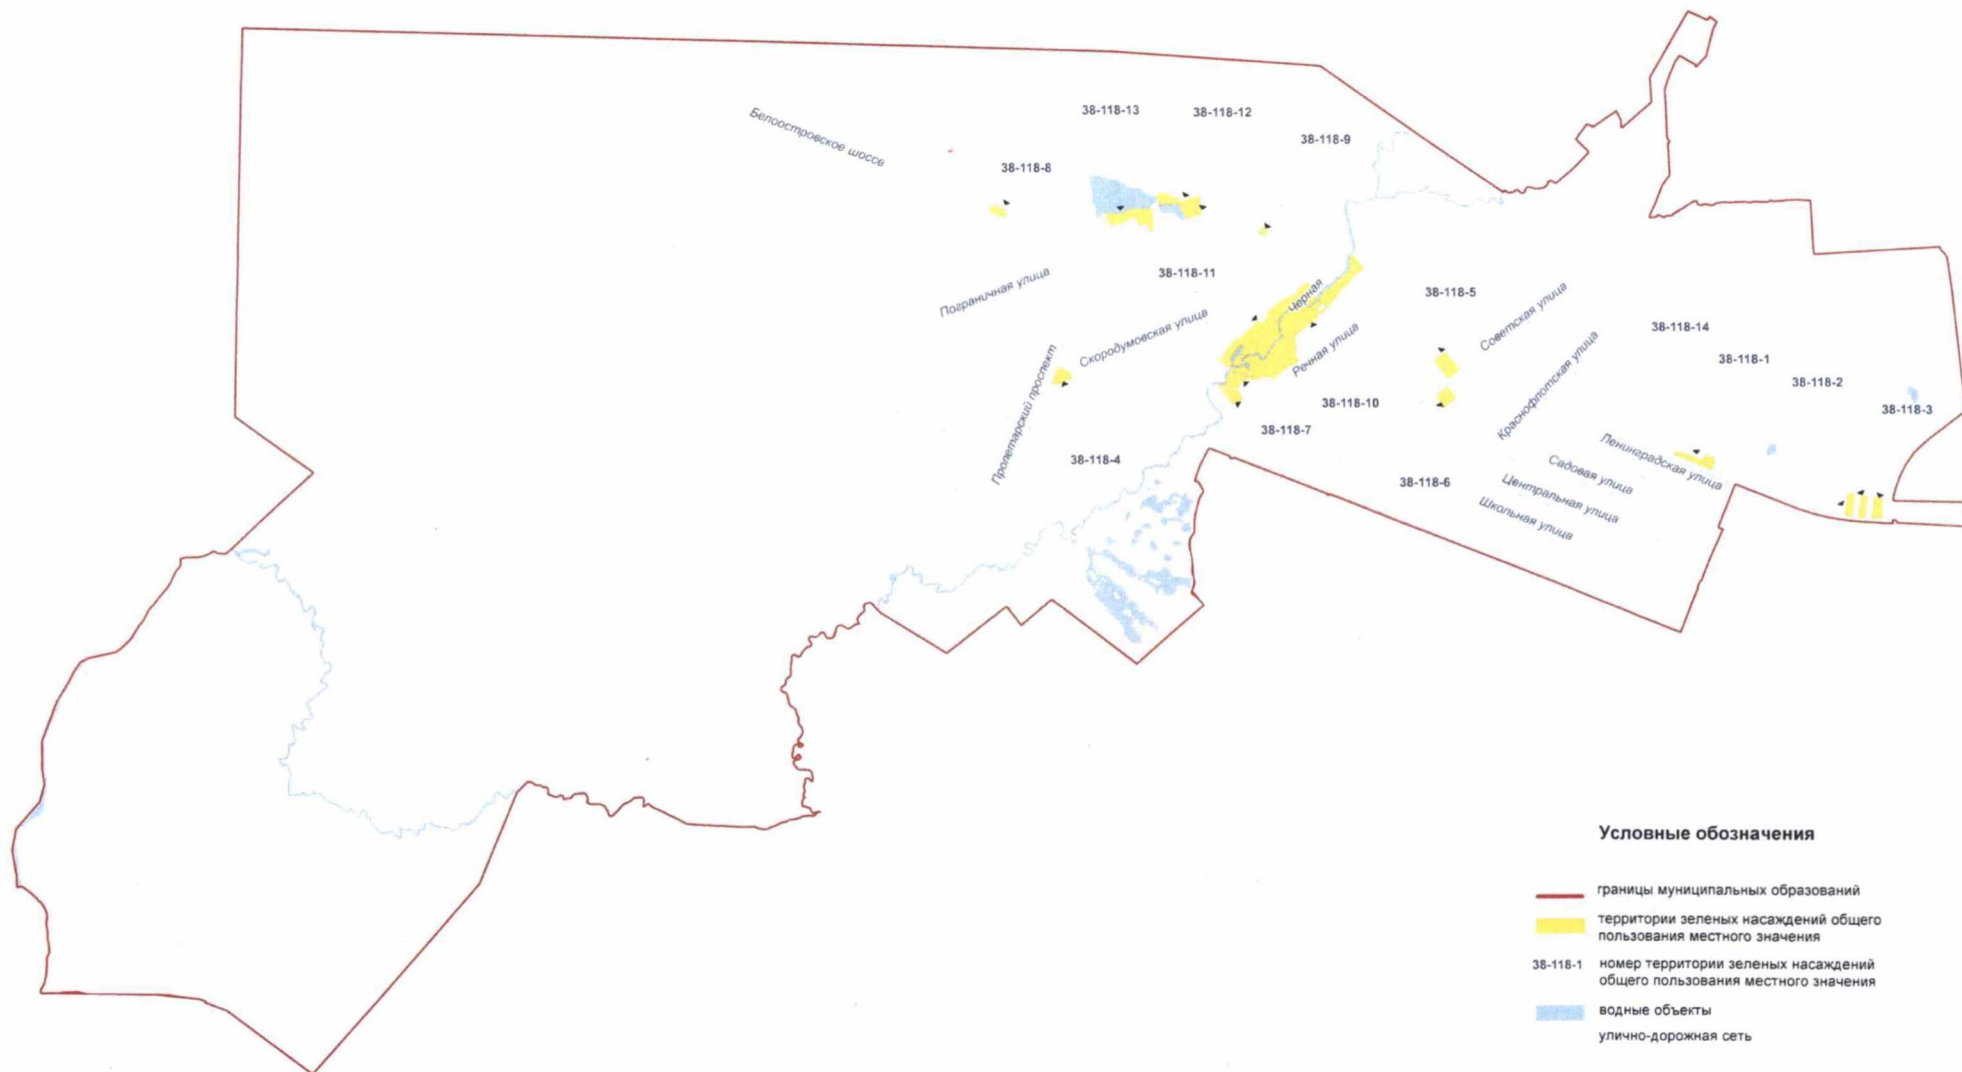 38-118-13
38-118-12
38-118-9
Белоостровское шоссе
38-118-8
38-118-11
Пограничная улица
Черная
38-118-5
Советская улица
Скородумовская улица
Речная улица
38-118-14
Краснофлотская улица
38-118-1
38-118-2
38-118-3
Пролетарский проспект
38-118-10
38-118-7
38-118-4
38-118-6
Ленинградская улица
Садовая улица
Центральная улица
Школьная улица
Условные обозначения
границы муниципальных образований
территории зеленых насаждений общего
пользования местного значения
38-118-1 номер территории зеленых насаждений
общего пользования местного значения
водные объекты
улично-дорожная сеть